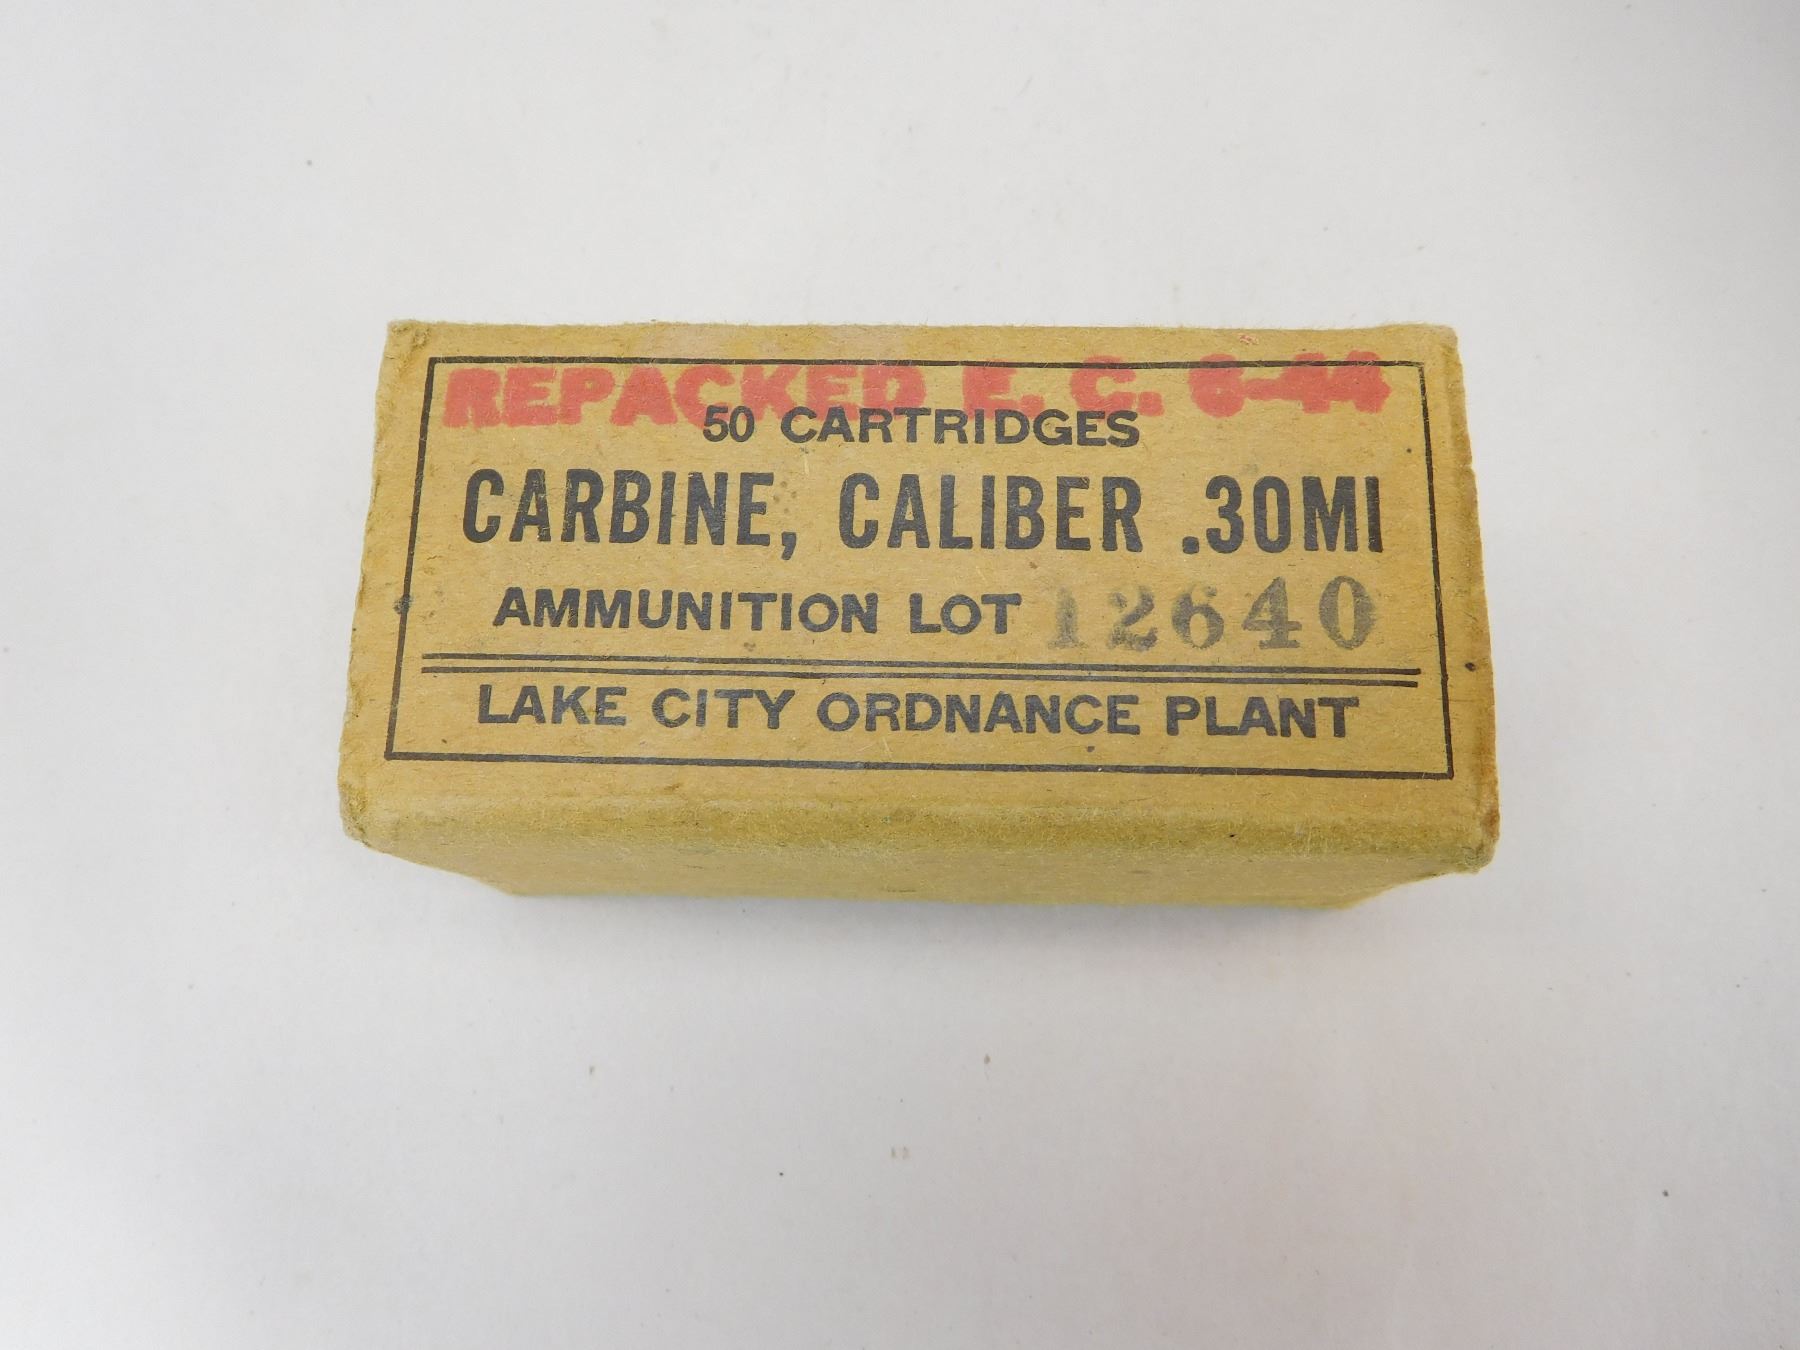 REPACKED E. C. 6-44
50 CARTRIDGES
CARBINE, CALIBER .30MI
AMMUNITION LOT 12640
LAKE CITY ORDNANCE PLANT